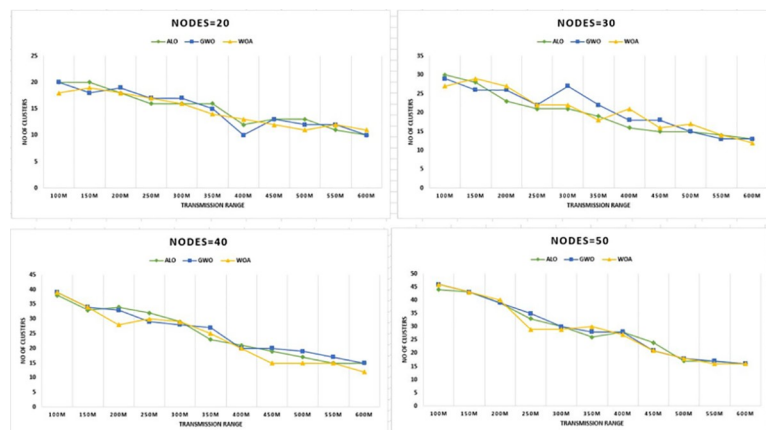 NODES=20
ALO GWO WOA
25
20
15
10
5
0
NO OF CLUSTERS
100M 150M 200M 250M 300M 350M 400M 450M 500M 550M 600M
TRANSMISSION RANGE
NODES=30
ALO GWO WOA
35
30
25
20
15
10
5
0
NO OF CLUSTERS
100M 150M 200M 250M 300M 350M 400M 450M 500M 550M 600M
TRANSMISSION RANGE
NODES=40
ALO GWO WOA
45
40
35
30
25
20
15
10
5
0
NO OF CLUSTERS
100M 150M 200M 250M 300M 350M 400M 450M 500M 550M 600M
TRANSMISSION RANGE
NODES=50
ALO GWO WOA
50
45
40
35
30
25
20
15
10
5
0
NO OF CLUSTERS
100M 150M 200M 250M 300M 350M 400M 450M 500M 550M 600M
TRANSMISSION RANGE